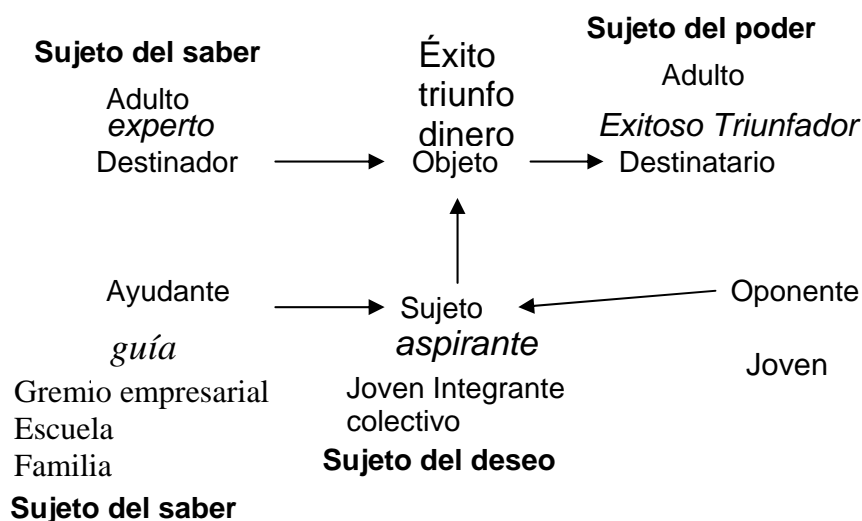 Sujeto del saber
Adulto
experto
Destinador
Éxito
triunfo
dinero
Objeto
Sujeto del poder
Adulto
Exitoso Triunfador
Destinatario
Ayudante
guía
Gremio empresarial
Escuela
Familia
Sujeto del saber
Sujeto
aspirante
Joven Integrante
colectivo
Sujeto del deseo
Oponente
Joven